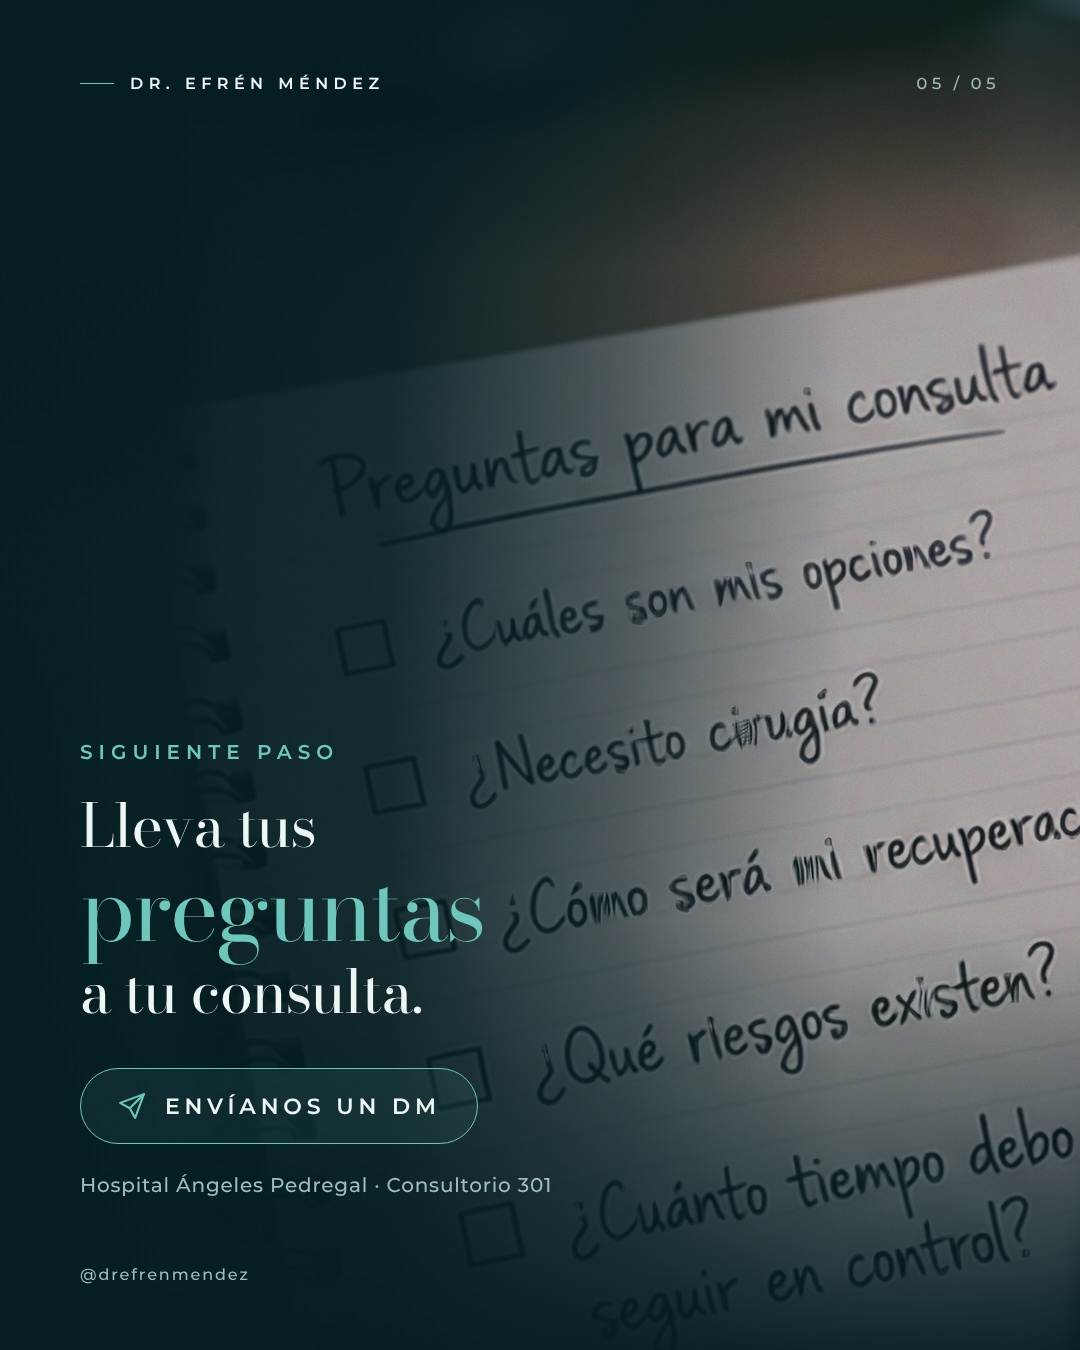 DR. EFRÉN MÉNDEZ
05 / 05
Preguntas para mi consulta
¿Cuáles son mis opciones?
¿Necesito cirugía?
¿Cómo será mi recuperac
¿Qué riesgos existen?
¿Cuánto tiempo debo
seguir en control?
SIGUIENTE PASO
Lleva tus
preguntas
a tu consulta.
ENVÍANOS UN DM
Hospital Ángeles Pedregal · Consultorio 301
@drefrenmendez